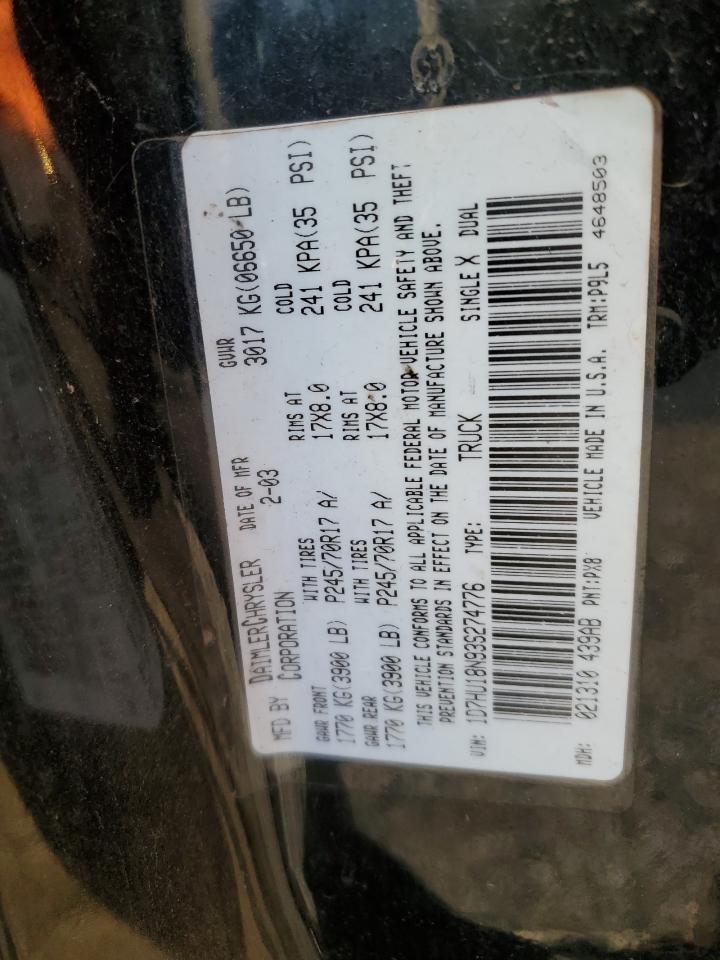 MFD BY DAIMLERCHRYSLER CORPORATION DATE OF MFR 2-03 GVWR 3017 KG(06650 LB)
GAWR FRONT WITH TIRES RIMS AT COLD
1770 KG(3900 LB) P245/70R17 A/ 17X8.0 241 KPA(35 PSI)
GAWR REAR WITH TIRES RIMS AT COLD
1770 KG(3900 LB) P245/70R17 A/ 17X8.0 241 KPA(35 PSI)
THIS VEHICLE CONFORMS TO ALL APPLICABLE FEDERAL MOTOR VEHICLE SAFETY AND THEFT
PREVENTION STANDARDS IN EFFECT ON THE DATE OF MANUFACTURE SHOWN ABOVE.
VIN: 1D7HU18N93S274776 TYPE: TRUCK SINGLE X DUAL
MDH: 021310 439AB PNT:PX8 VEHICLE MADE IN U.S.A. TRM:P9L5 4648503